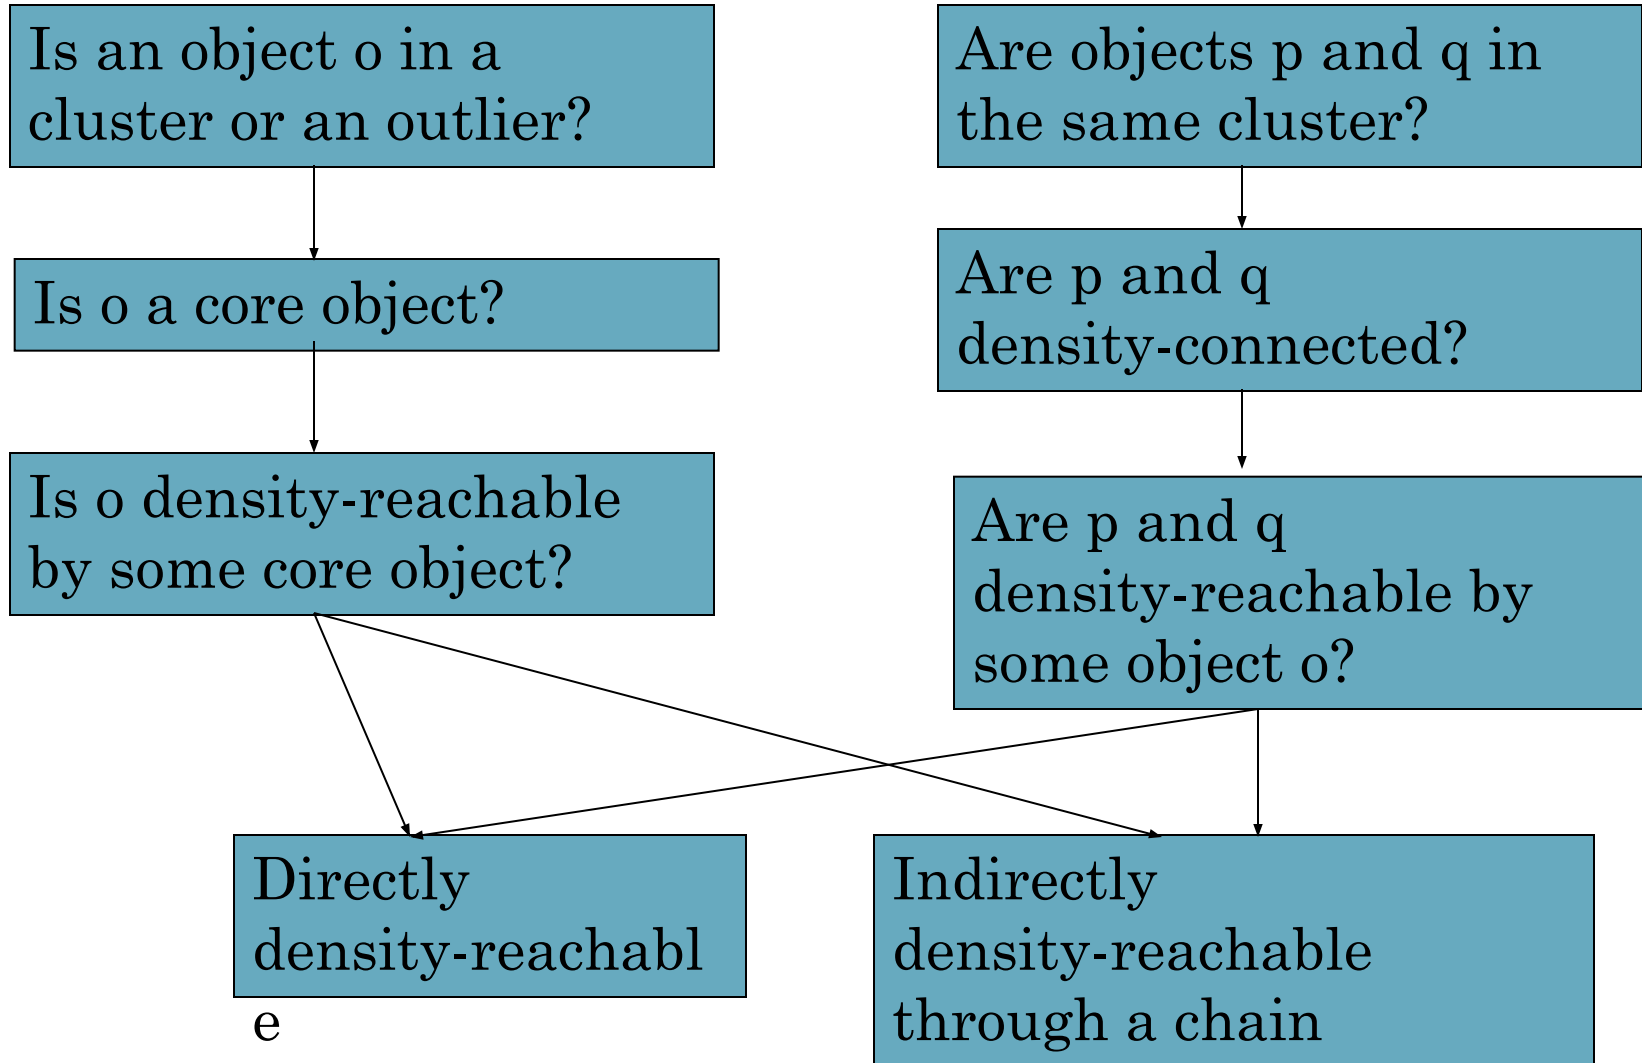 Is an object o in a
cluster or an outlier?
Is o a core object?
Is o density-reachable
by some core object?
Are objects p and q in
the same cluster?
Are p and q
density-connected?
Are p and q
density-reachable by
some object o?
Directly
density-reachabl
e
Indirectly
density-reachable
through a chain